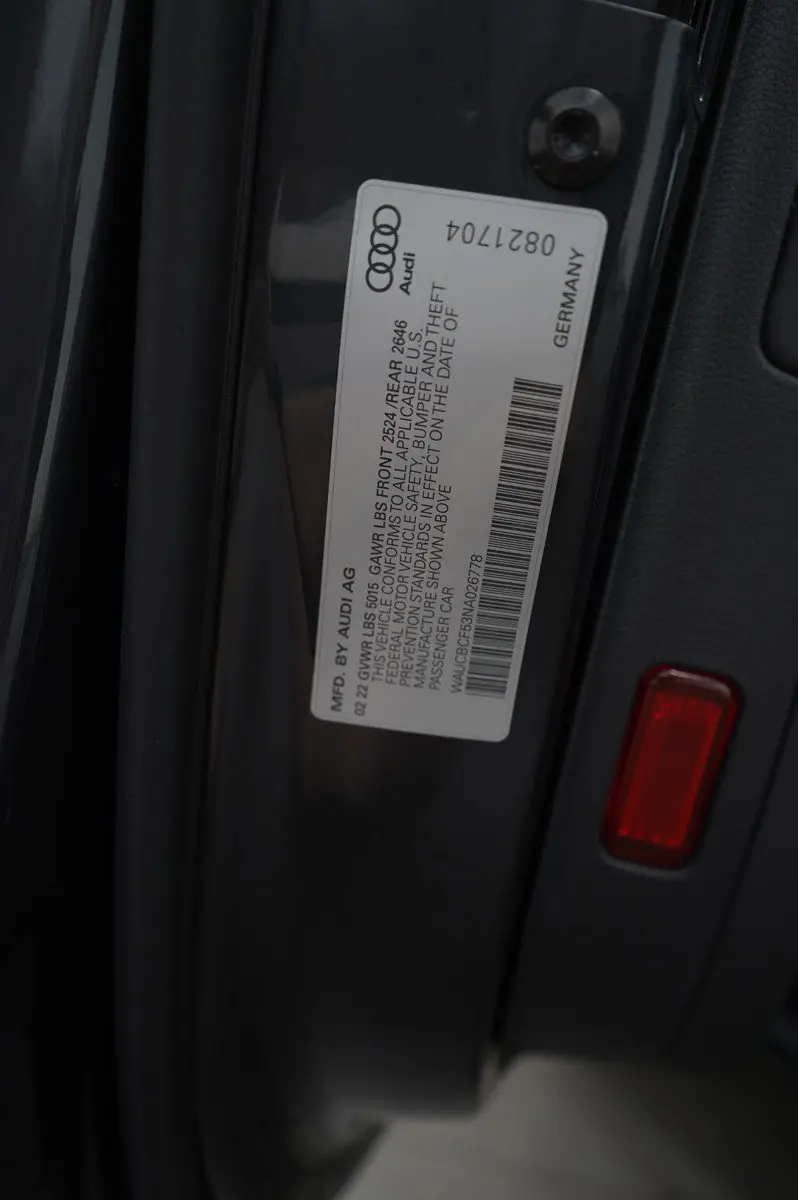 MFD. BY AUDI AG
Audi
02 22 GVWR LBS 5015 GAWR LBS FRONT 2524 /REAR 2646
THIS VEHICLE CONFORMS TO ALL APPLICABLE U.S.
FEDERAL MOTOR VEHICLE SAFETY, BUMPER AND THEFT
PREVENTION STANDARDS IN EFFECT ON THE DATE OF
MANUFACTURE SHOWN ABOVE
PASSENGER CAR
WAUCBCF53NA026778
GERMANY
0821704